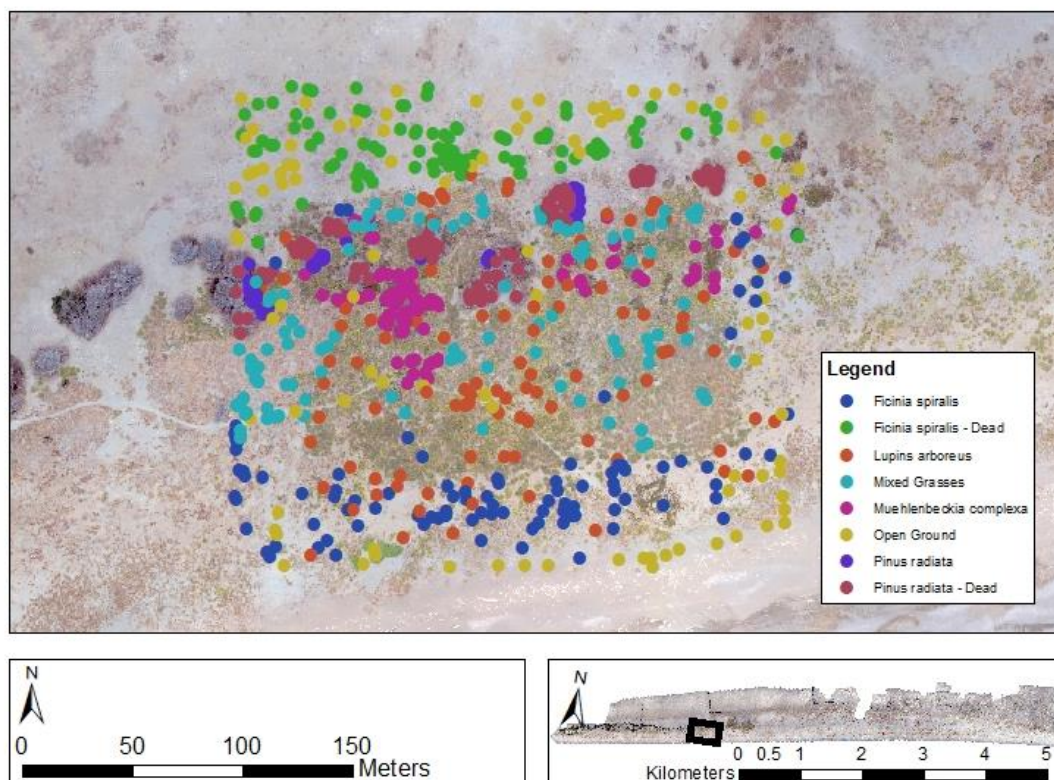 Legend
Ficinia spiralis
Ficinia spiralis - Dead
Lupins arboreus
Mixed Grasses
Muehlenbeckia complexa
Open Ground
Pinus radiata
Pinus radiata - Dead
N
0 50 100 150 Meters
N
0 0.5 1 2 3 4 5
Kilometers